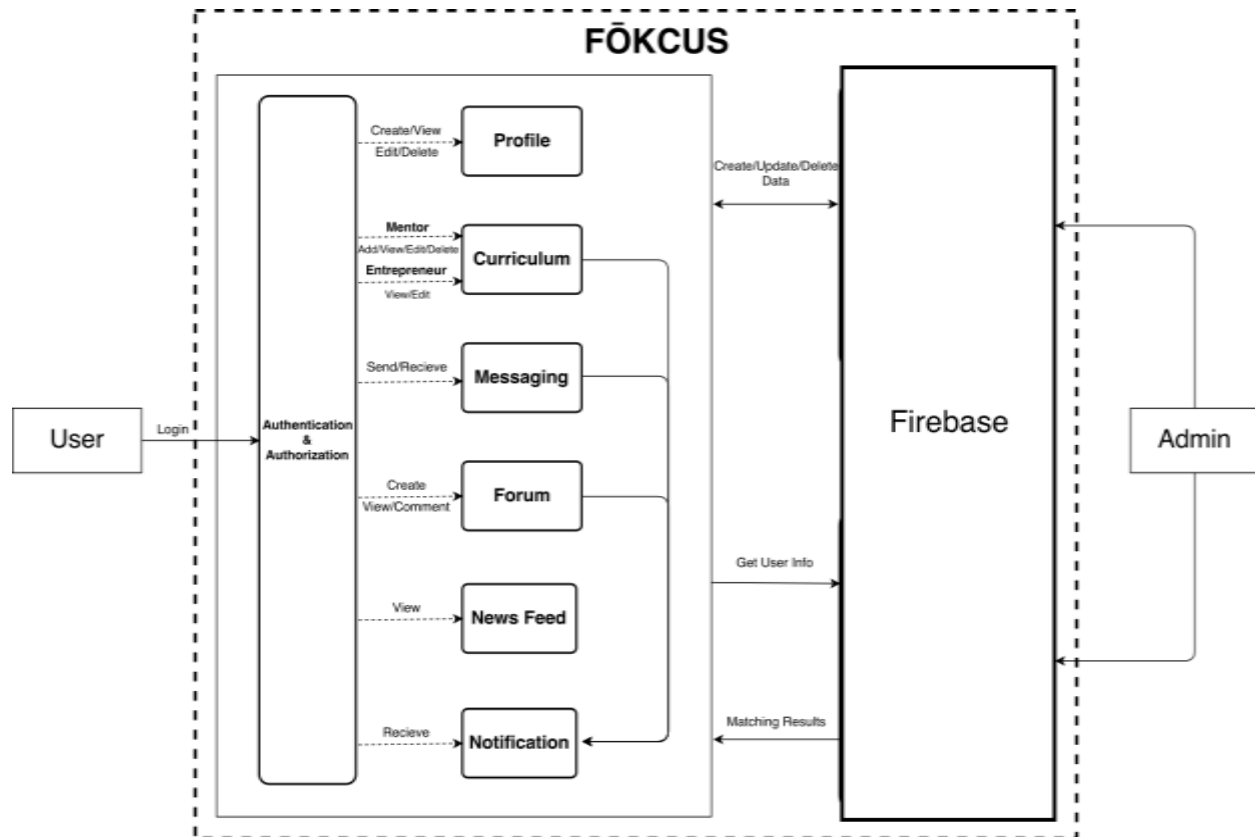 FŌKCUS
Create/View
Edit/Delete
Profile
Mentor
Add/View/Edit/Delete
Entrepreneur
View/Edit
Curriculum
Send/Recieve
Messaging
User
Login
Authentication
&
Authorization
Create
View/Comment
Forum
View
News Feed
Recieve
Notification
Create/Update/Delete
Data
Get User Info
Matching Results
Firebase
Admin